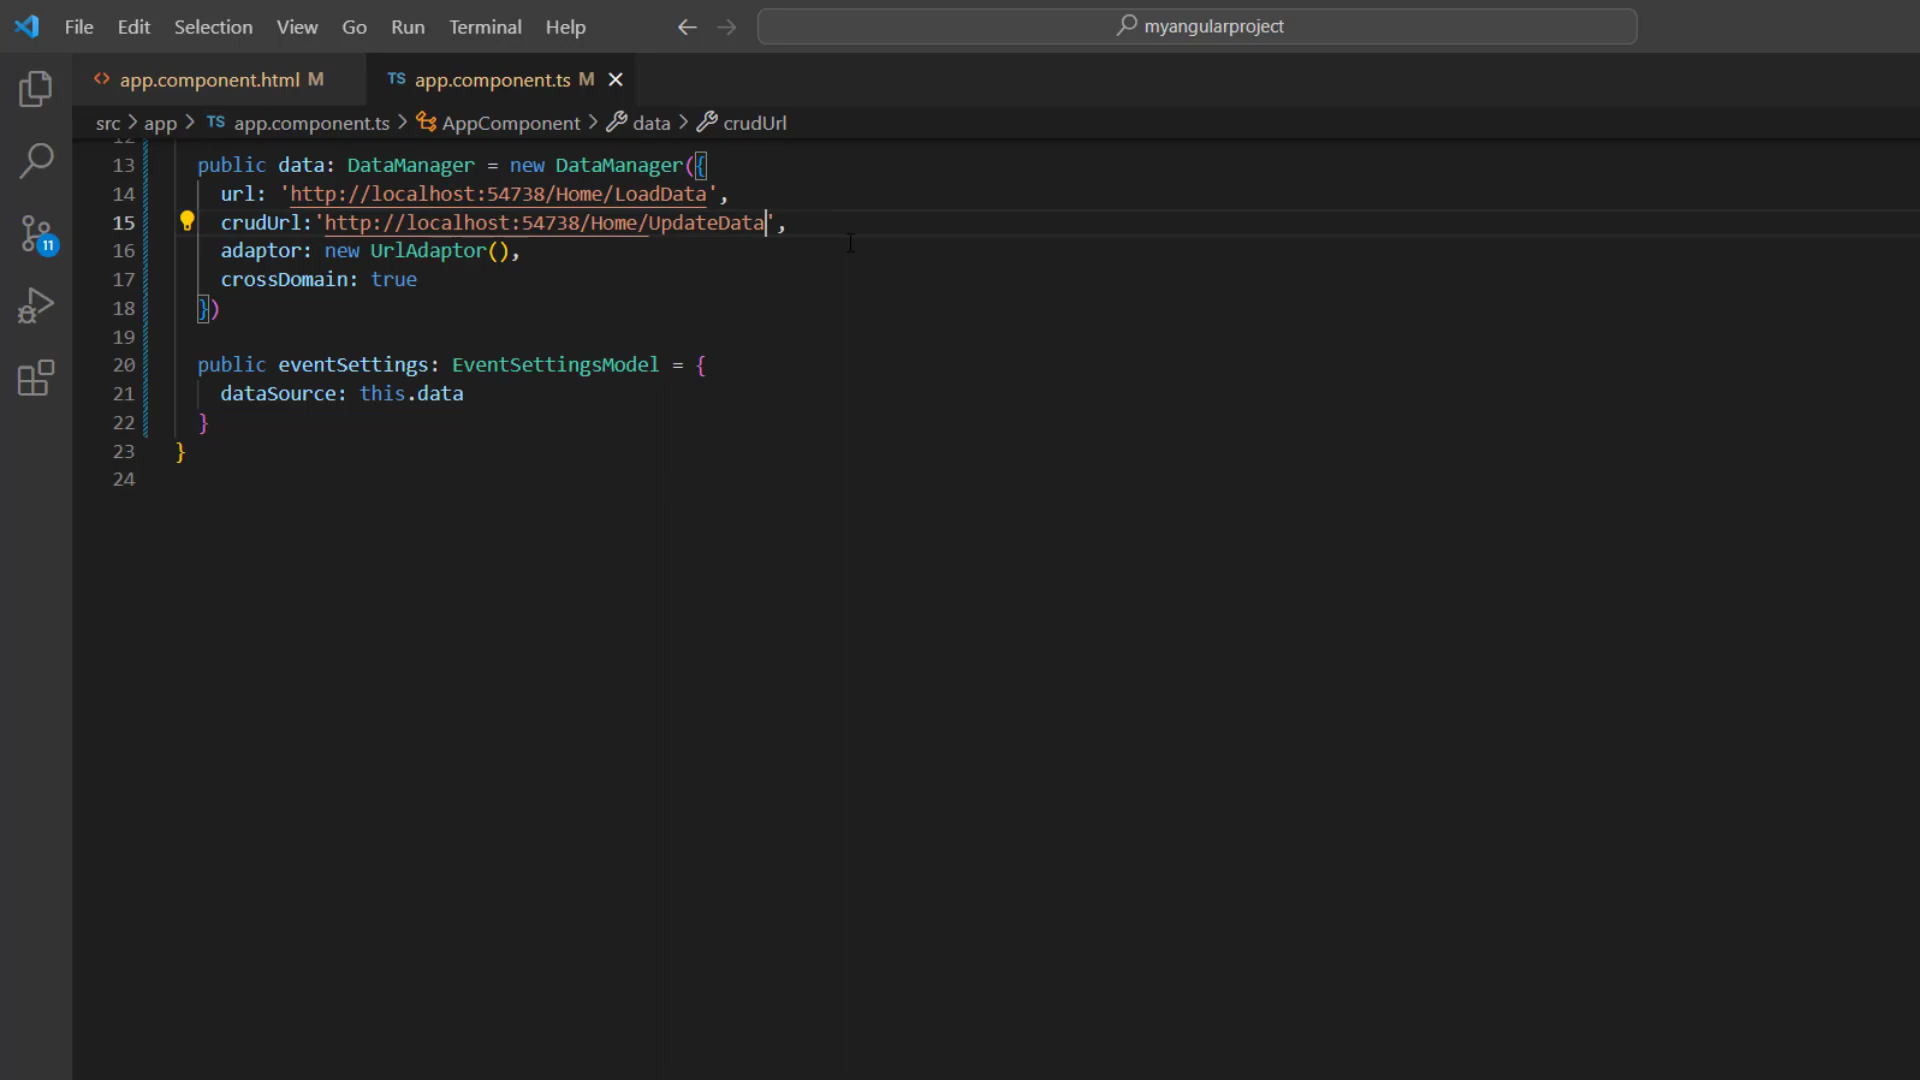 File Edit Selection View Go Run Terminal Help myangularproject
app.component.html M TS app.component.ts M
src > app > TS app.component.ts > AppComponent > data > crudUrl
12
13 public data: DataManager = new DataManager({
14 url: 'http://localhost:54738/Home/LoadData',
15 crudUrl:'http://localhost:54738/Home/UpdateData',
16 adaptor: new UrlAdaptor(),
17 crossDomain: true
18 })
19
20 public eventSettings: EventSettingsModel = {
21 dataSource: this.data
22 }
23 }
24
11